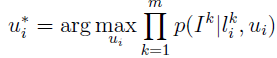 $u_i^* = \arg\max_{u_i} \prod_{k=1}^{m} p(I^k | l_i^k, u_i)$